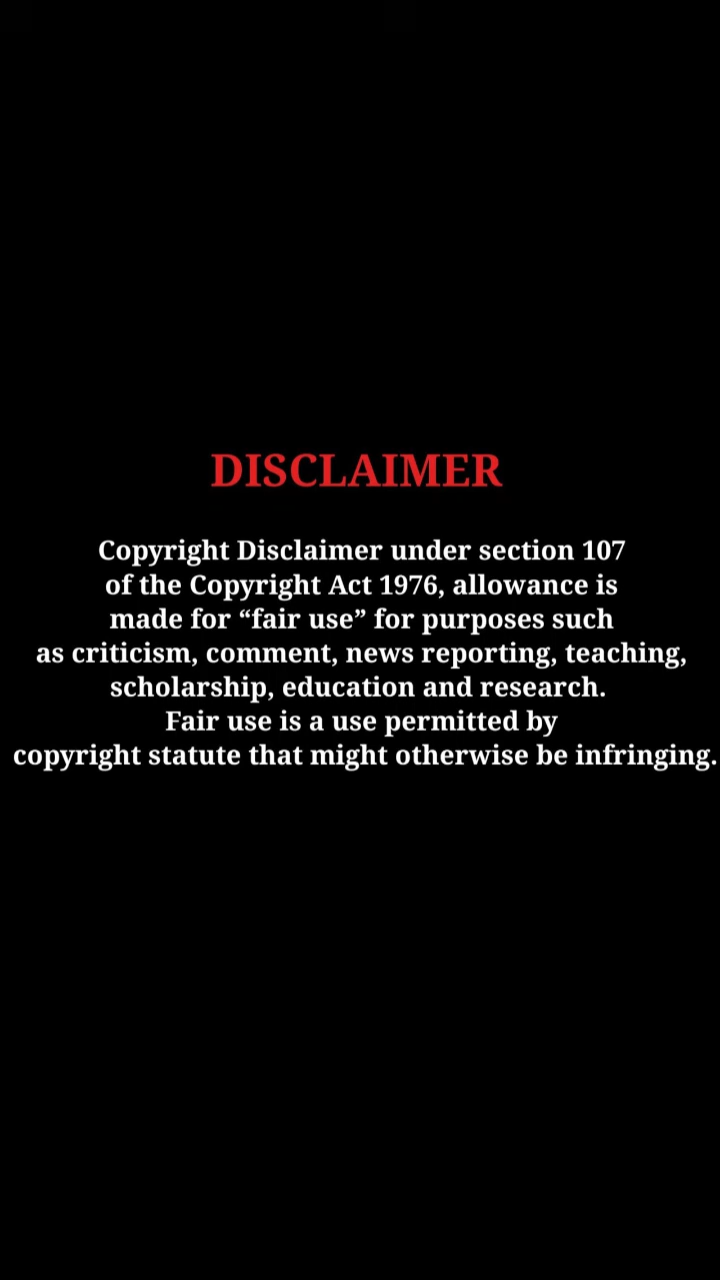 DISCLAIMER
Copyright Disclaimer under section 107
of the Copyright Act 1976, allowance is
made for “fair use” for purposes such
as criticism, comment, news reporting, teaching,
scholarship, education and research.
Fair use is a use permitted by
copyright statute that might otherwise be infringing.